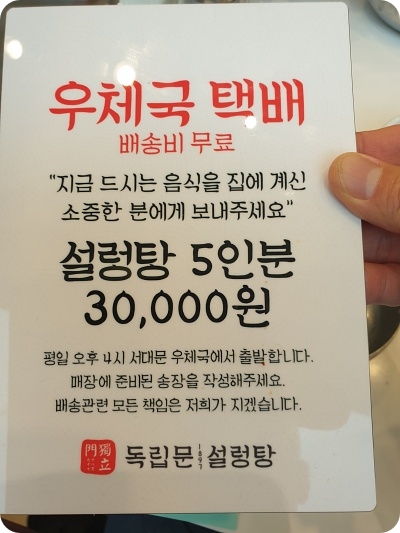 우체국 택배
배송비 무료
"지금 드시는 음식을 집에 계신
소중한 분에게 보내주세요"
설렁탕 5인분
30,000원
평일 오후 4시 서대문 우체국에서 출발합니다.
매장에 준비된 송장을 작성해주세요.
배송관련 모든 책임은 저희가 지겠습니다.
門獨立 독립문 1897 설렁탕